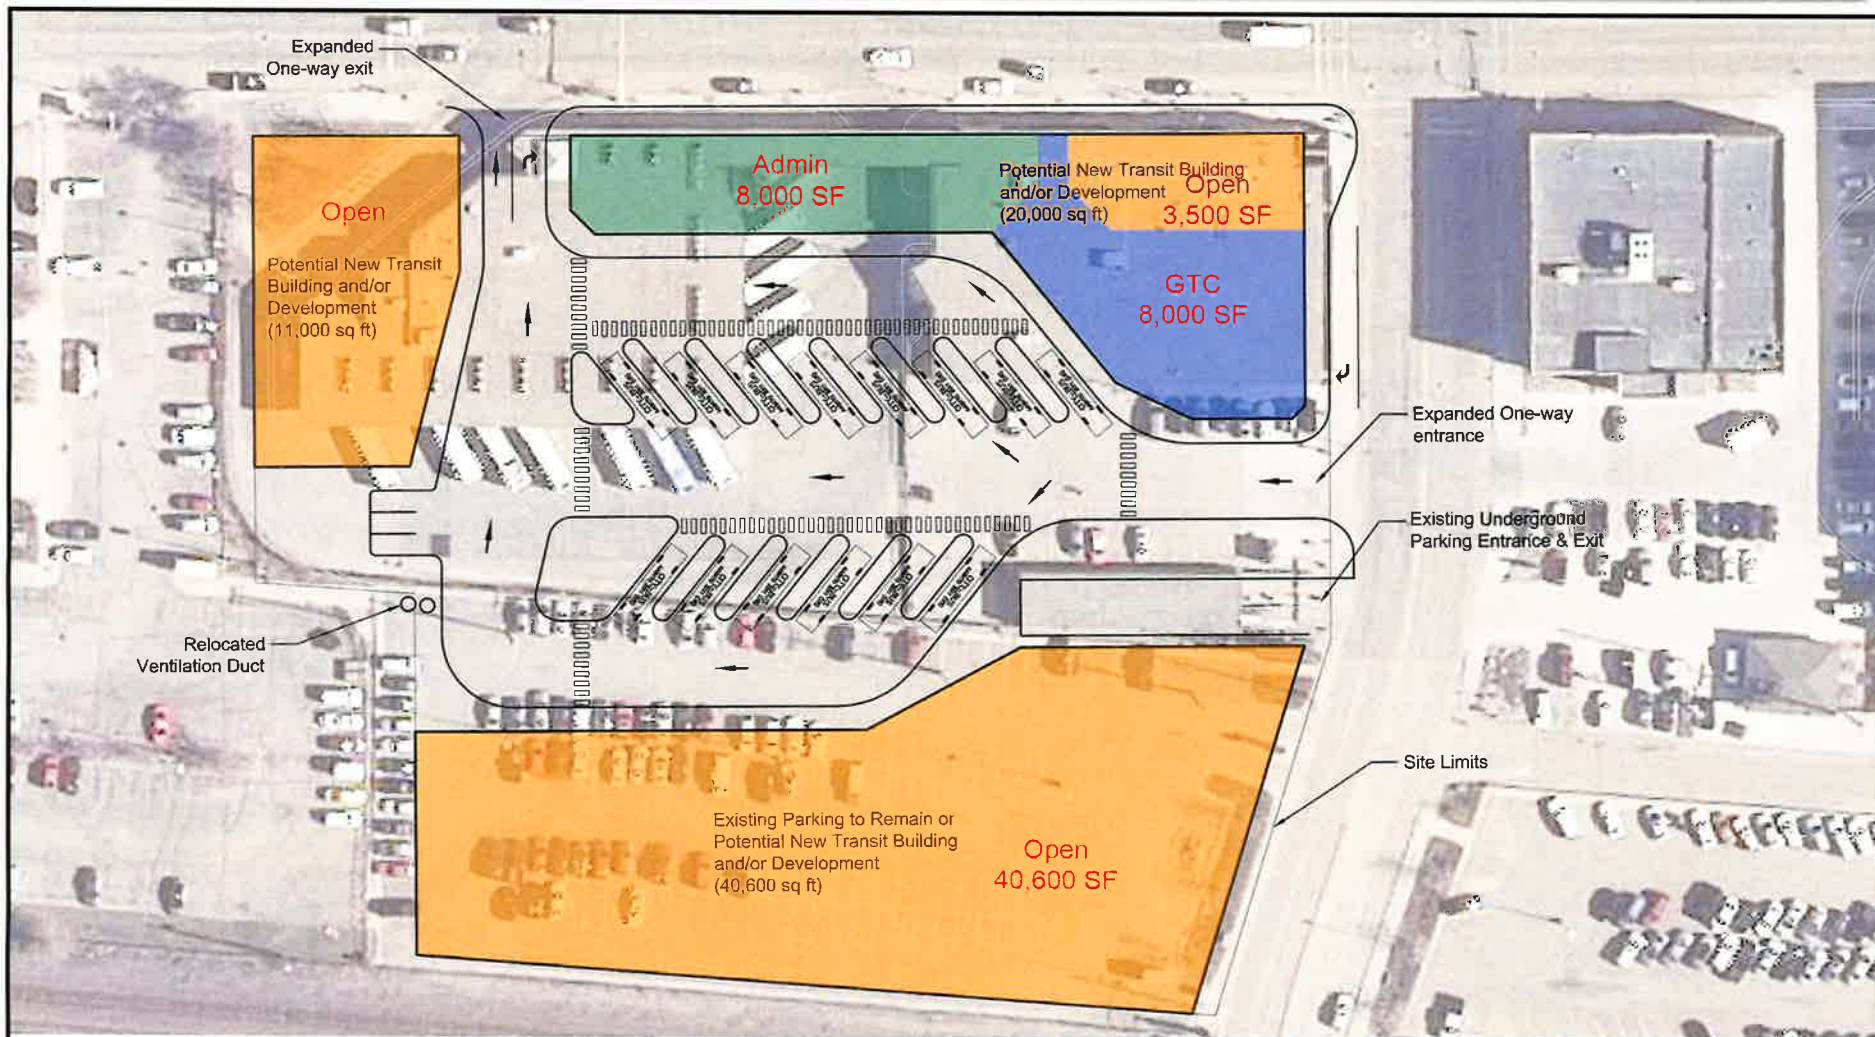 Expanded
One-way exit
Admin
8,000 SF
Potential New Transit Building
and/or Development
(20,000 sq ft)
Open
3,500 SF
Open
Potential New Transit
Building and/or
Development
(11,000 sq ft)
GTC
8,000 SF
Expanded One-way
entrance
Existing Underground
Parking Entrance & Exit
Relocated
Ventilation Duct
Site Limits
Existing Parking to Remain or
Potential New Transit Building
and/or Development
(40,600 sq ft)
Open
40,600 SF